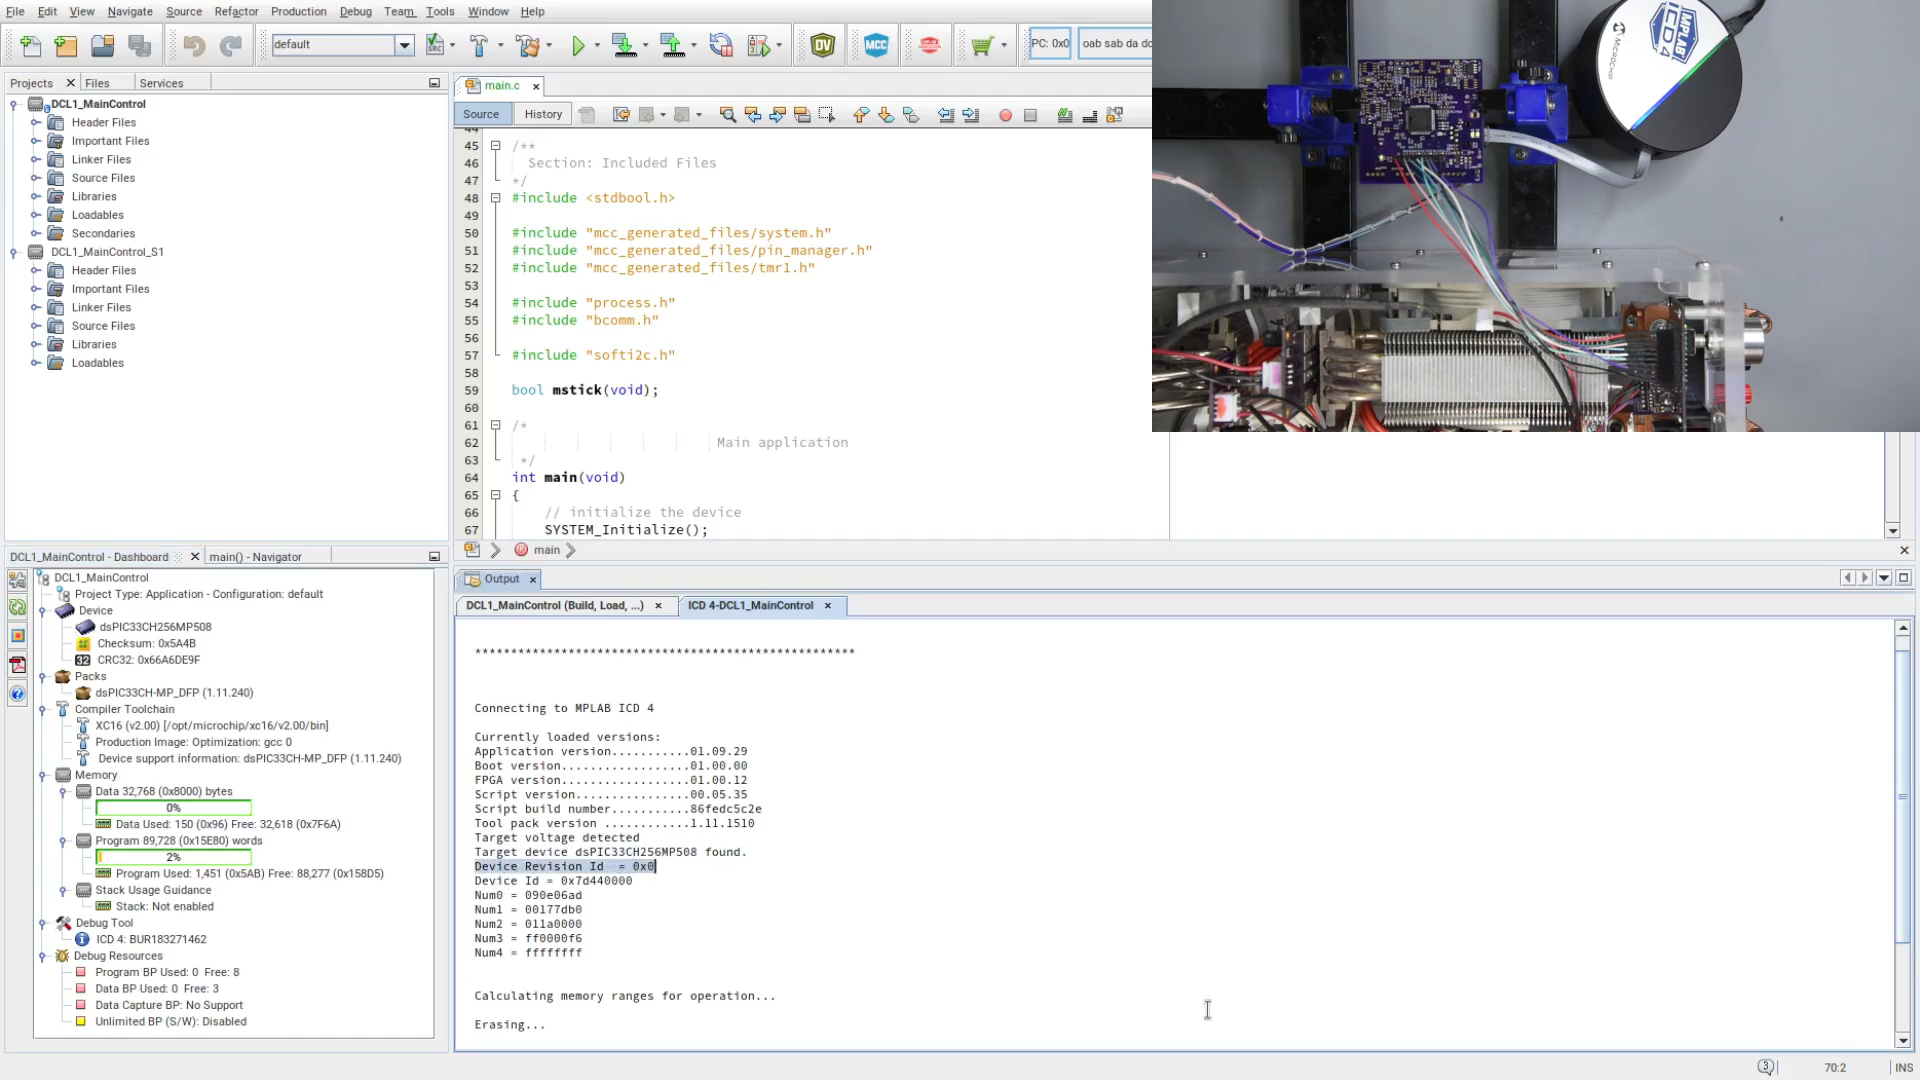 File Edit View Navigate Source Refactor Production Debug Team Tools Window Help
default
DV
MCC
PC: 0x0
oab sab da dc
Projects
Files
Services
DCL1_MainControl
Header Files
Important Files
Linker Files
Source Files
Libraries
Loadables
Secondaries
DCL1_MainControl_S1
Header Files
Important Files
Linker Files
Source Files
Libraries
Loadables
main.c
Source
History
44
45 /**
46 Section: Included Files
47 */
48 #include <stdbool.h>
49
50 #include "mcc_generated_files/system.h"
51 #include "mcc_generated_files/pin_manager.h"
52 #include "mcc_generated_files/tmr1.h"
53
54 #include "process.h"
55 #include "bcomm.h"
56
57 #include "softi2c.h"
58
59 bool mstick(void);
60
61 /*
62 Main application
63 */
64 int main(void)
65 {
66 // initialize the device
67 SYSTEM_Initialize();
main
MPLAB
ICD 4
MICROCHIP
DCL1_MainControl - Dashboard
main() - Navigator
DCL1_MainControl
Project Type: Application - Configuration: default
Device
dsPIC33CH256MP508
Checksum: 0x5A4B
32 CRC32: 0x66A6DE9F
Packs
dsPIC33CH-MP_DFP (1.11.240)
Compiler Toolchain
XC16 (v2.00) [/opt/microchip/xc16/v2.00/bin]
Production Image: Optimization: gcc 0
Device support information: dsPIC33CH-MP_DFP (1.11.240)
Memory
Data 32,768 (0x8000) bytes
0%
Data Used: 150 (0x96) Free: 32,618 (0x7F6A)
Program 89,728 (0x15E80) words
2%
Program Used: 1,451 (0x5AB) Free: 88,277 (0x158D5)
Stack Usage Guidance
Stack: Not enabled
Debug Tool
ICD 4: BUR183271462
Debug Resources
Program BP Used: 0 Free: 8
Data BP Used: 0 Free: 3
Data Capture BP: No Support
Unlimited BP (S/W): Disabled
Output
DCL1_MainControl (Build, Load, ...)
ICD 4-DCL1_MainControl
*****************************************************
Connecting to MPLAB ICD 4
Currently loaded versions:
Application version...........01.09.29
Boot version..................01.00.00
FPGA version..................01.00.12
Script version................00.05.35
Script build number...........86fedc5c2e
Tool pack version ............1.11.1510
Target voltage detected
Target device dsPIC33CH256MP508 found.
Device Revision Id = 0x0
Device Id = 0x7d440000
Num0 = 090e06ad
Num1 = 00177db0
Num2 = 011a0000
Num3 = ff0000f6
Num4 = ffffffff
Calculating memory ranges for operation...
Erasing...
3
70:2
INS